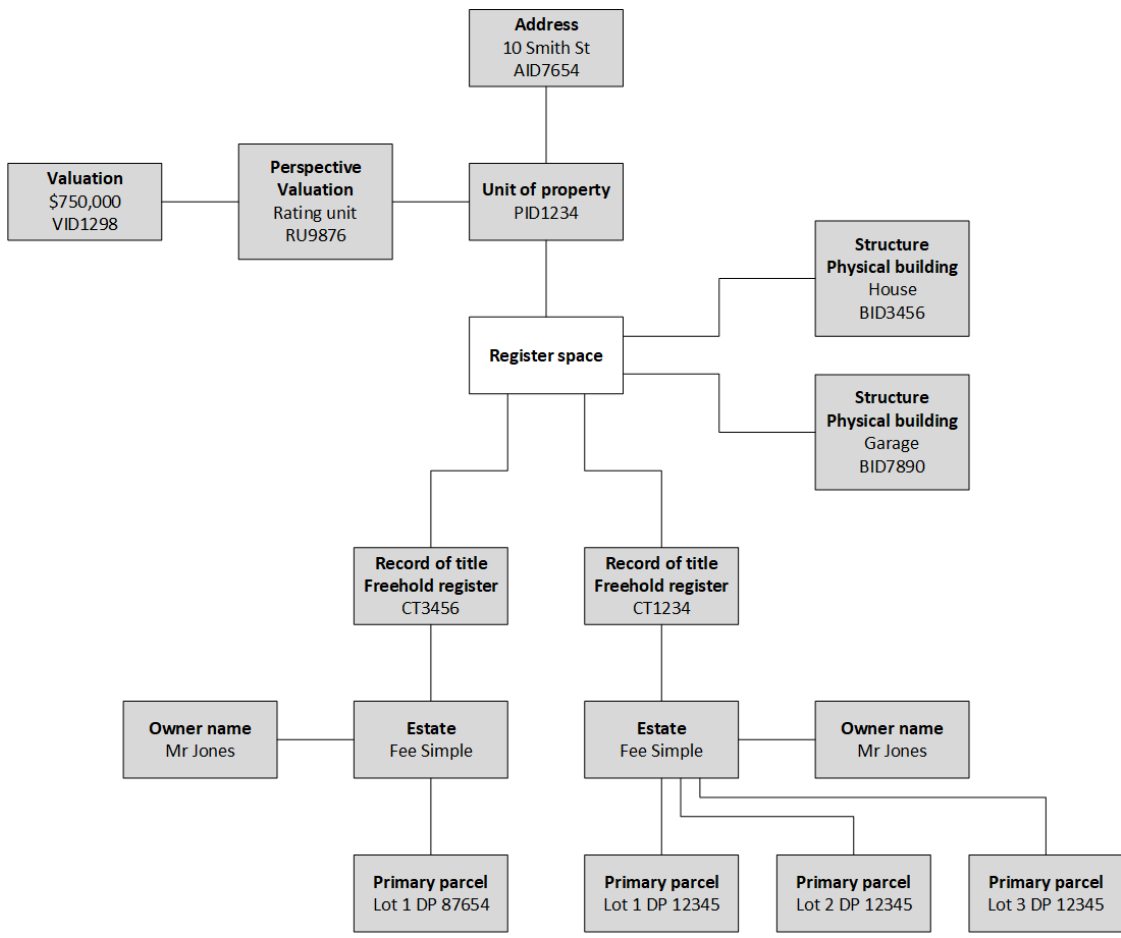 Address
10 Smith St
AID7654
Valuation
$750,000
VID1298
Perspective
Valuation
Rating unit
RU9876
Unit of property
PID1234
Structure
Physical building
House
BID3456
Register space
Structure
Physical building
Garage
BID7890
Record of title
Freehold register
CT3456
Record of title
Freehold register
CT1234
Owner name
Mr Jones
Estate
Fee Simple
Estate
Fee Simple
Owner name
Mr Jones
Primary parcel
Lot 1 DP 87654
Primary parcel
Lot 1 DP 12345
Primary parcel
Lot 2 DP 12345
Primary parcel
Lot 3 DP 12345